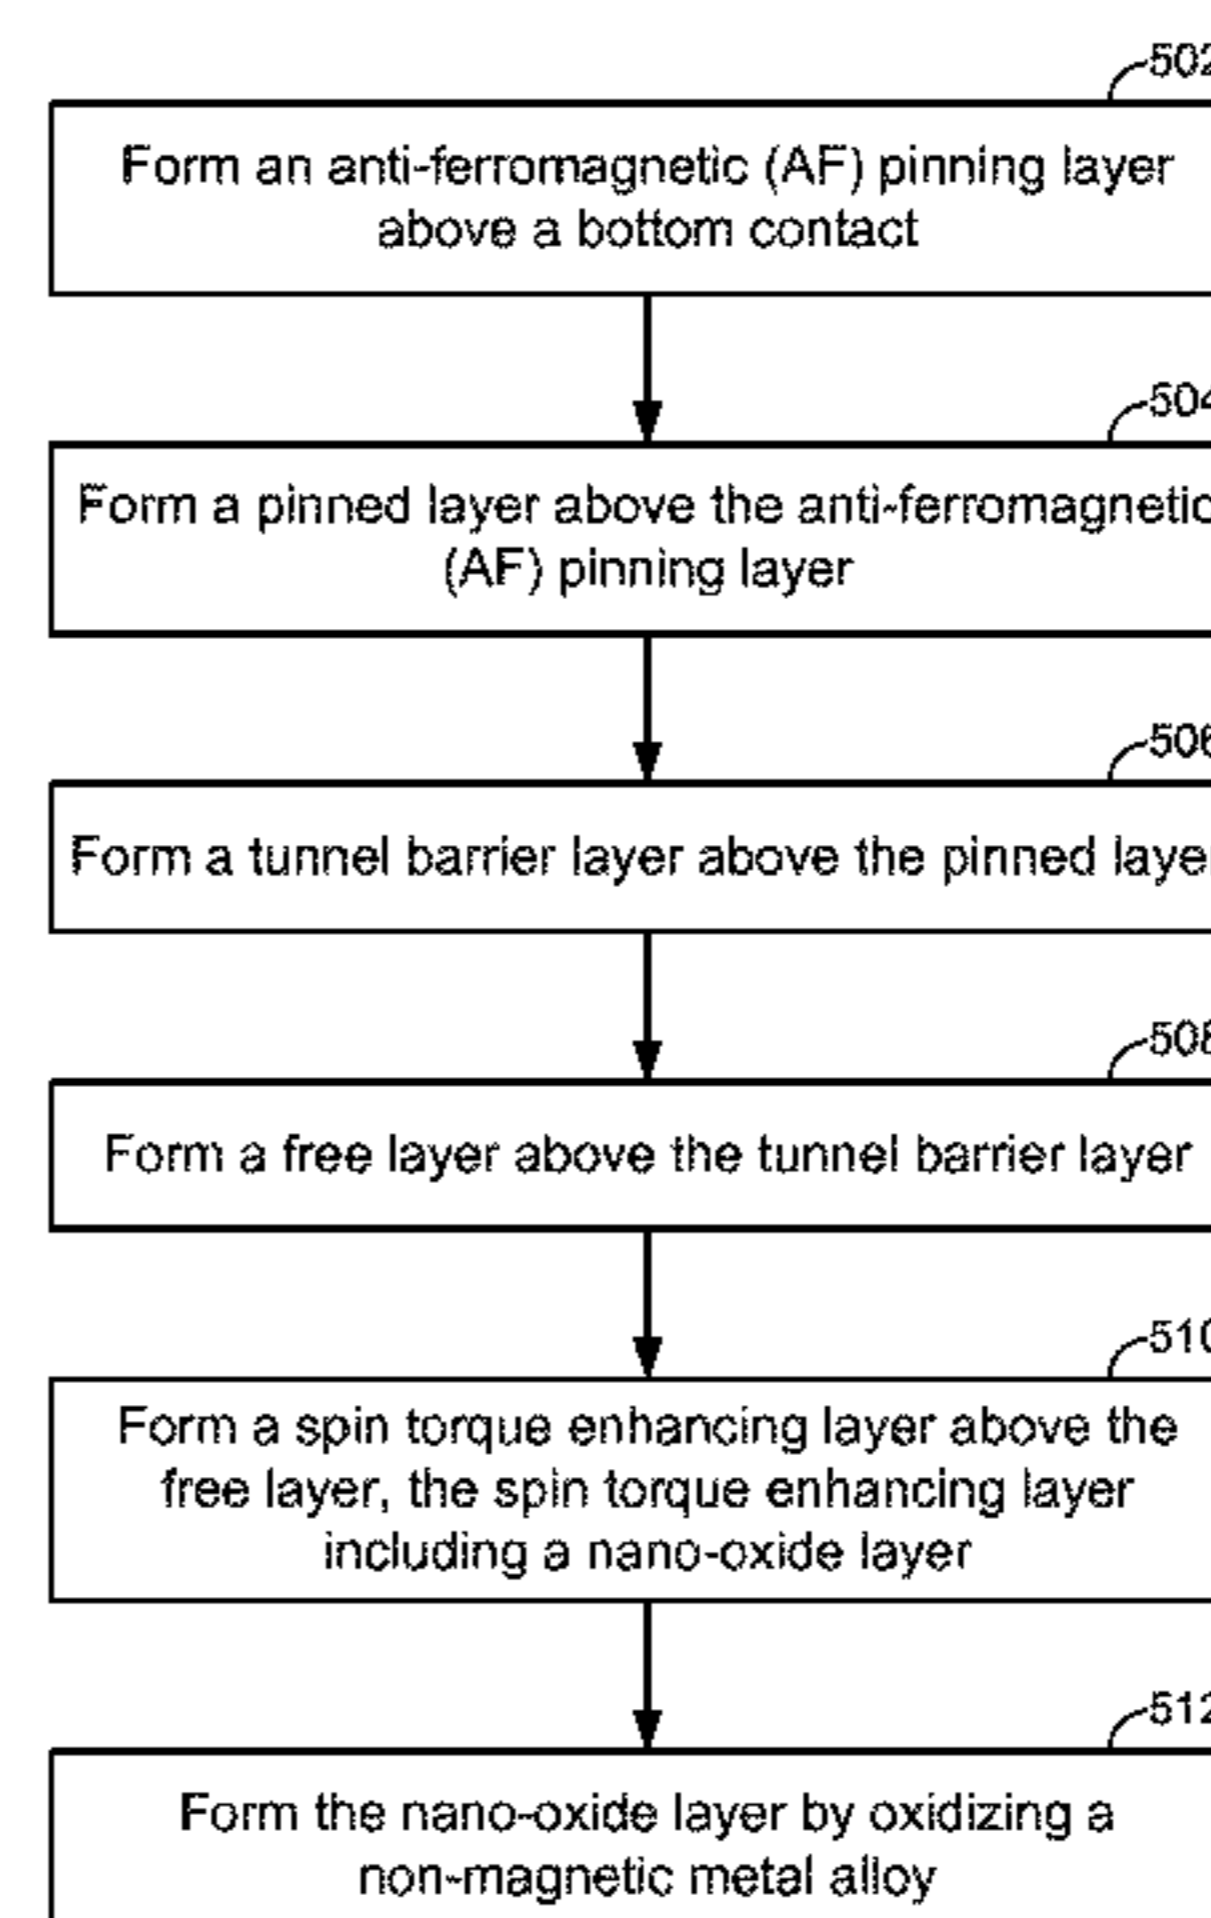 502
Form an anti-ferromagnetic (AF) pinning layer
above a bottom contact
504
Form a pinned layer above the anti-ferromagnetic
(AF) pinning layer
506
Form a tunnel barrier layer above the pinned layer
508
Form a free layer above the tunnel barrier layer
510
Form a spin torque enhancing layer above the
free layer, the spin torque enhancing layer
including a nano-oxide layer
512
Form the nano-oxide layer by oxidizing a
non-magnetic metal alloy